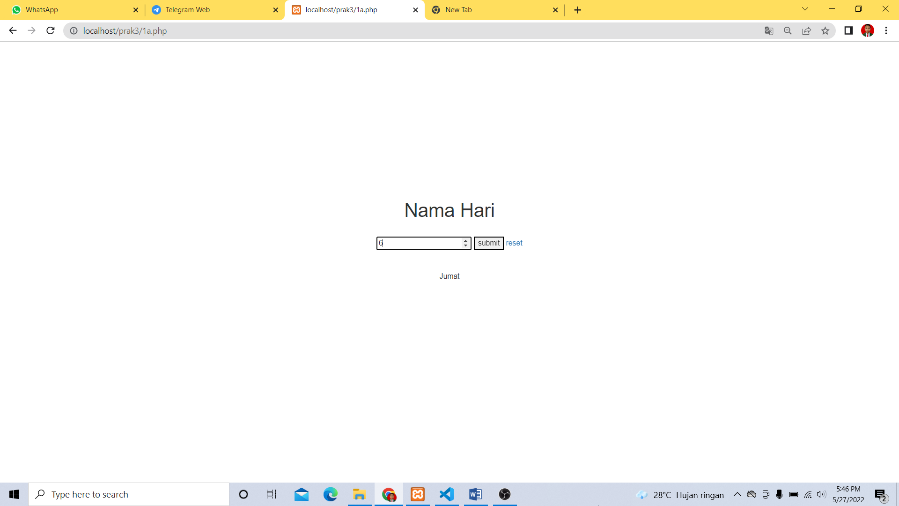 WhatsApp
Telegram Web
localhost/prak3/1a.php
New Tab
localhost/prak3/1a.php
Nama Hari
6 submit reset
Jumat
Type here to search
28°C Hujan ringan
5:46 PM
5/27/2022
2